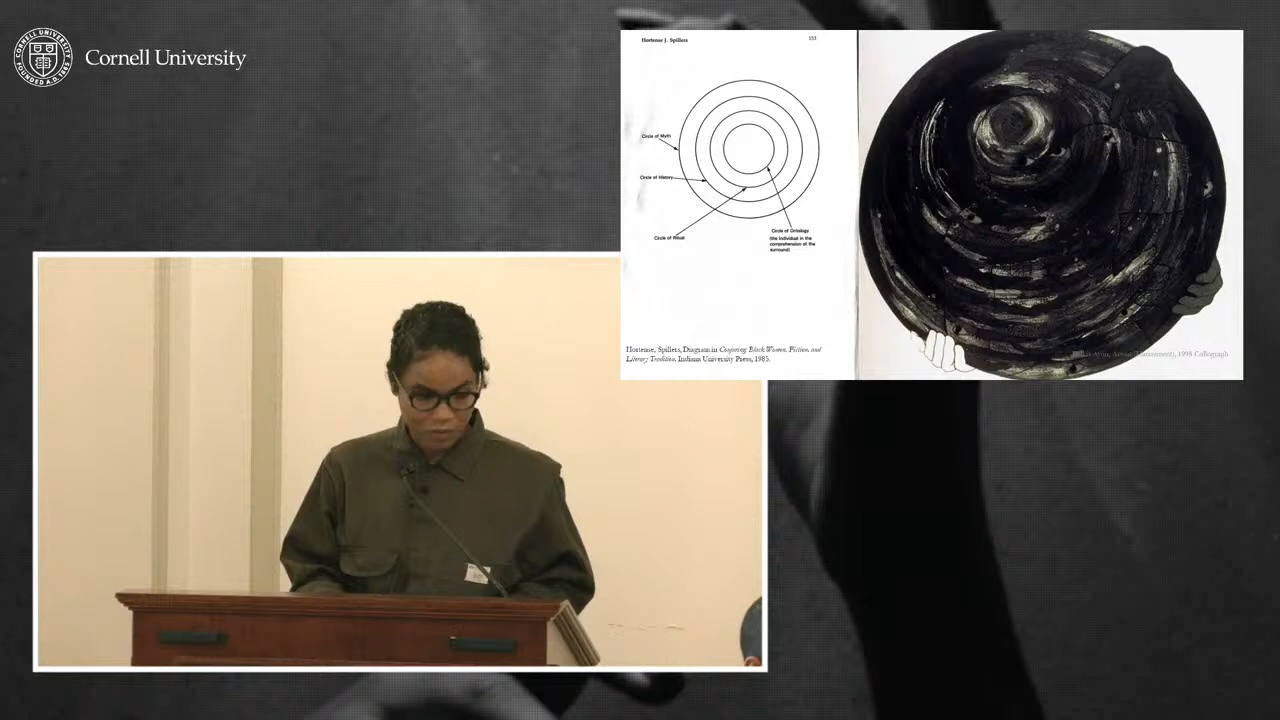 Cornell University
Hortense J. Spillers
153
Circle of Myth
Circle of History
Circle of Ritual
Circle of Ontology
(the individual in the
comprehension of the
surround)
Hortense, Spillers, Diagram in Conjuring Black Women, Fiction, and
Literary Tradition, Indiana University Press, 1985.
1998 Collograph